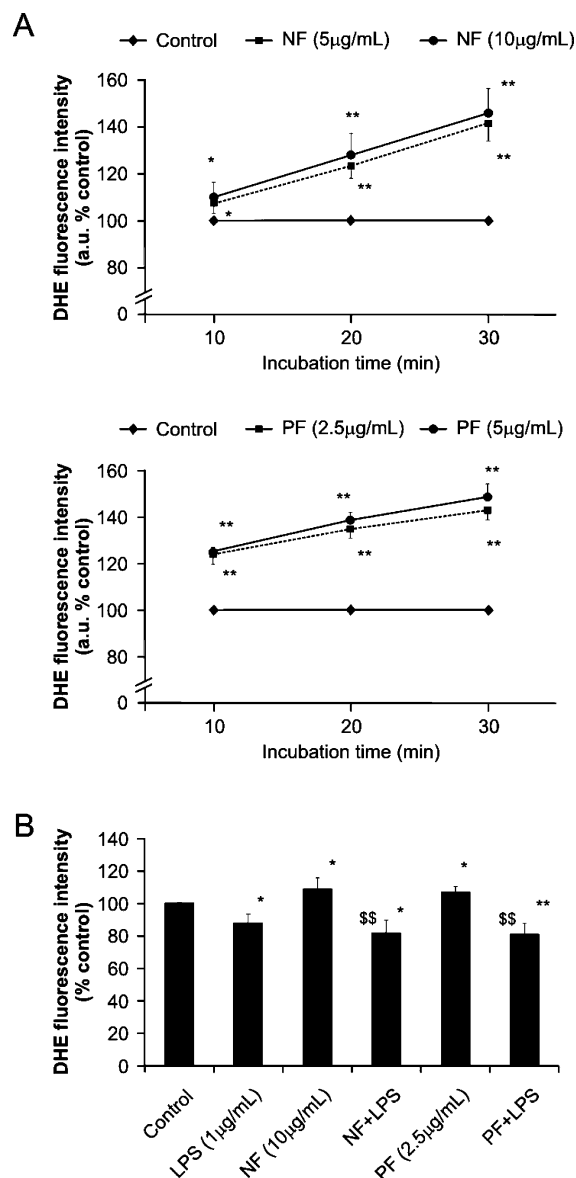 A
Control NF (5µg/mL) NF (10µg/mL)
DHE fluorescence intensity
(a.u. % control)
160
140
120
100
80
0
* ** **
* ** **
10 20 30
Incubation time (min)
Control PF (2.5µg/mL) PF (5µg/mL)
DHE fluorescence intensity
(a.u. % control)
160
140
120
100
80
0
** ** **
** ** **
10 20 30
Incubation time (min)
B
DHE fluorescence intensity
(% control)
140
120
100
80
60
40
20
0
* * $$ * * $$ **
Control
LPS (1µg/mL)
NF (10µg/mL)
NF+LPS
PF (2.5µg/mL)
PF+LPS